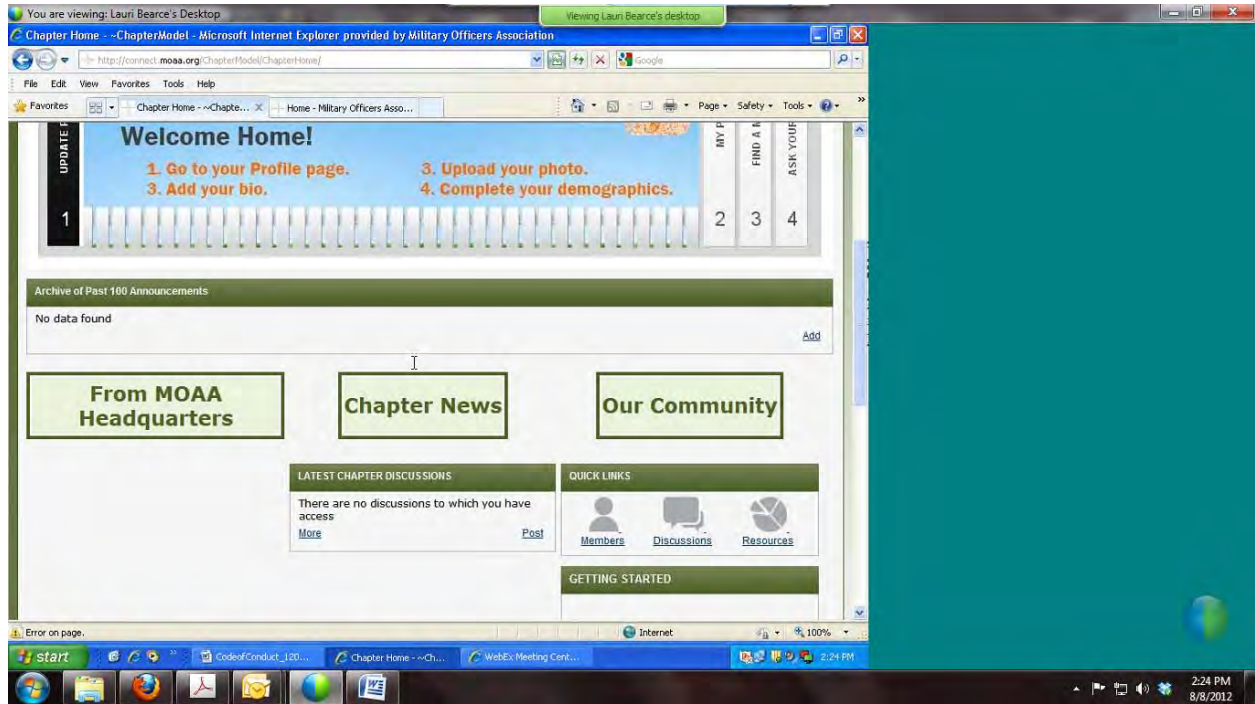 You are viewing: Lauri Bearce's Desktop
Viewing Lauri Bearce's desktop
Chapter Home - ~ChapterModel - Microsoft Internet Explorer provided by Military Officers Association
http://connect.moaa.org/ChapterModel/ChapterHome/
Google
File Edit View Favorites Tools Help
Favorites
Chapter Home - ~Chapte... X
Home - Military Officers Asso...
Page Safety Tools
UPDATE
Welcome Home!
1. Go to your Profile page.
3. Upload your photo.
3. Add your bio.
4. Complete your demographics.
MY
FIND A
ASK YOUR
1
2 3 4
Archive of Past 100 Announcements
No data found
Add
From MOAA
Headquarters
Chapter News
Our Community
LATEST CHAPTER DISCUSSIONS
There are no discussions to which you have
access
More
Post
QUICK LINKS
Members Discussions Resources
GETTING STARTED
Error on page.
Internet
100%
start
CodeofConduct_120...
Chapter Home - ~Ch...
WebEx Meeting Cent...
2:24 PM
2:24 PM
8/8/2012